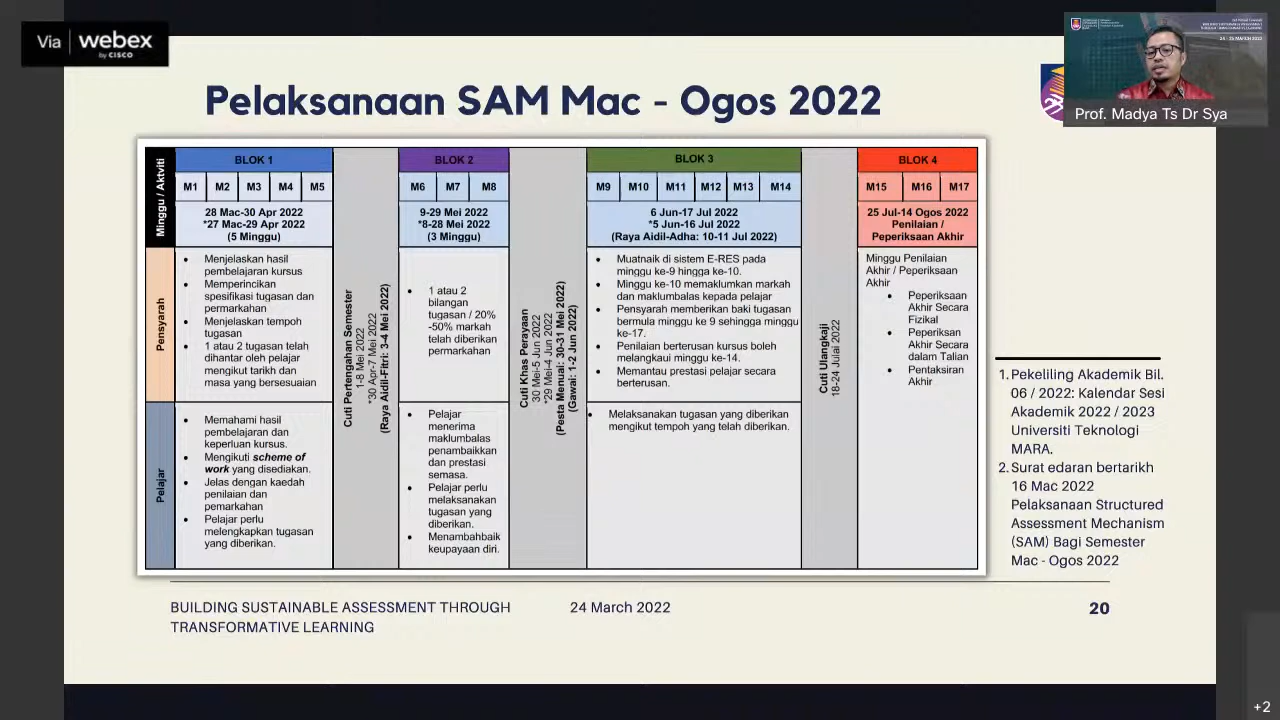 Via webex
by CISCO
Prof. Madya Ts Dr Sya
Pelaksanaan SAM Mac - Ogos 2022
Minggu / Aktviti
BLOK 1
M1 M2 M3 M4 M5
28 Mac-30 Apr 2022
*27 Mac-29 Apr 2022
(5 Minggu)
BLOK 2
M6 M7 M8
9-29 Mei 2022
*8-28 Mei 2022
(3 Minggu)
BLOK 3
M9 M10 M11 M12 M13 M14
6 Jun-17 Jul 2022
*5 Jun-16 Jul 2022
(Raya Aidil-Adha: 10-11 Jul 2022)
BLOK 4
M15 M16 M17
25 Jul-14 Ogos 2022
Penilaian /
Peperiksaan Akhir
Pensyarah
• Menjelaskan hasil
pembelajaran kursus
• Memperincikan
spesifikasi tugasan dan
permarkahan
• Menjelaskan tempoh
tugasan
• 1 atau 2 tugasan telah
dihantar oleh pelajar
mengikut tarikh dan
masa yang bersesuaian
Cuti Pertengahan Semester
1-8 Mei 2022
*30 Apr-7 Mei 2022
(Raya Aidil-Fitri: 3-4 Mei 2022)
• 1 atau 2
bilangan
tugasan / 20%
-50% markah
telah diberikan
permarkahan
Cuti Khas Perayaan
30 Mei-5 Jun 2022
*29 Mei-4 Jun 2022
(Pesta Menuai: 30-31 Mei 2022)
(Gawai: 1-2 Jun 2022)
• Muatnaik di sistem E-RES pada
minggu ke-9 hingga ke-10.
• Minggu ke-10 memaklumkan markah
dan maklumbalas kepada pelajar
• Pensyarah memberikan baki tugasan
bermula minggu ke 9 sehingga minggu
ke-17.
• Penilaian berterusan kursus boleh
melangkaui minggu ke-14.
• Memantau prestasi pelajar secara
berterusan.
Cuti Ulangkaji
18-24 Julai 2022
Minggu Penilaian
Akhir / Peperiksaan
Akhir
• Peperiksaan
Akhir Secara
Fizikal
• Peperiksan
Akhir Secara
dalam Talian
• Pentaksiran
Akhir
Pelajar
• Memahami hasil
pembelajaran dan
keperluan kursus.
• Mengikuti scheme of
work yang disediakan.
• Jelas dengan kaedah
penilaian dan
pemarkahan
• Pelajar perlu
melengkapkan tugasan
yang diberikan.
• Pelajar
menerima
maklumbalas
penambaikkan
dan prestasi
semasa.
• Pelajar perlu
melaksanakan
tugasan yang
diberikan.
• Menambahbaik
keupayaan diri.
• Melaksanakan tugasan yang diberikan
mengikut tempoh yang telah diberikan.
1. Pekeliling Akademik Bil.
06 / 2022: Kalendar Sesi
Akademik 2022 / 2023
Universiti Teknologi
MARA.
2. Surat edaran bertarikh
16 Mac 2022
Pelaksanaan Structured
Assessment Mechanism
(SAM) Bagi Semester
Mac - Ogos 2022
BUILDING SUSTAINABLE ASSESSMENT THROUGH
TRANSFORMATIVE LEARNING
24 March 2022
20
+2